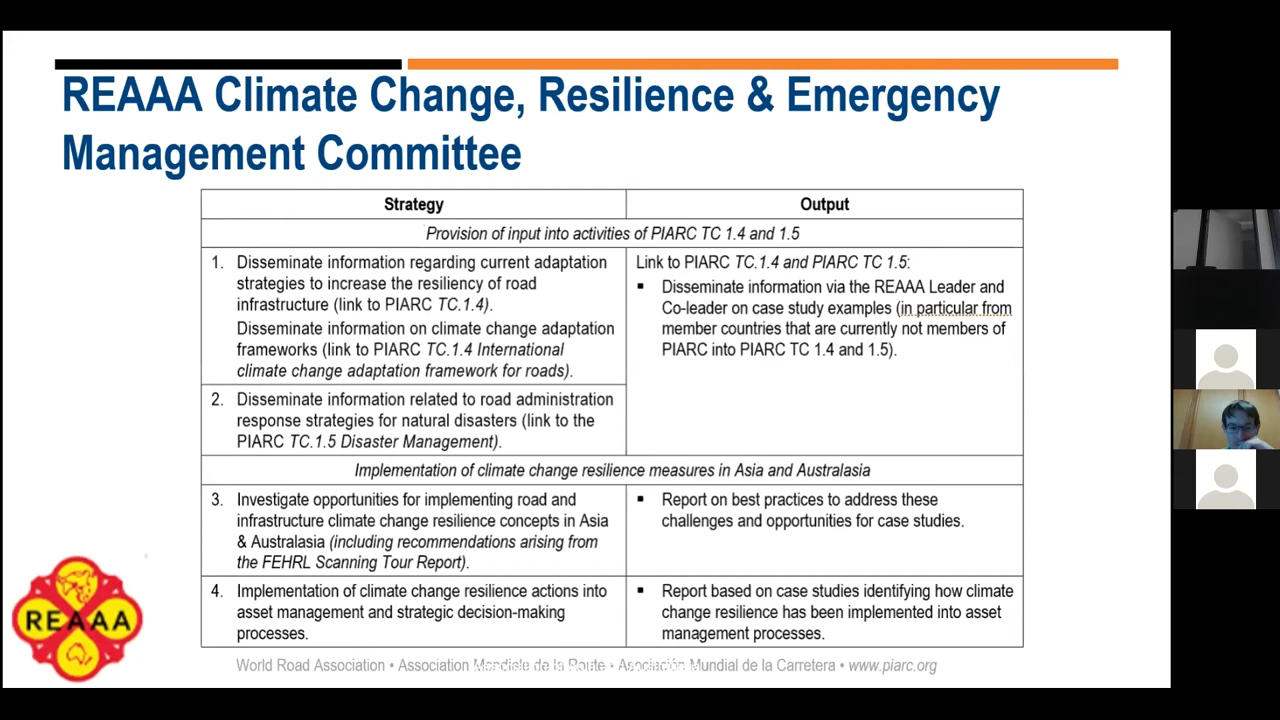 REAAA Climate Change, Resilience & Emergency
Management Committee
Strategy
Output
Provision of input into activities of PIARC TC 1.4 and 1.5
1. Disseminate information regarding current adaptation
strategies to increase the resiliency of road
infrastructure (link to PIARC TC.1.4).
Disseminate information on climate change adaptation
frameworks (link to PIARC TC.1.4 International
climate change adaptation framework for roads).
Link to PIARC TC.1.4 and PIARC TC 1.5:
▪ Disseminate information via the REAAA Leader and
Co-leader on case study examples (in particular from
member countries that are currently not members of
PIARC into PIARC TC 1.4 and 1.5).
2. Disseminate information related to road administration
response strategies for natural disasters (link to the
PIARC TC.1.5 Disaster Management).
Implementation of climate change resilience measures in Asia and Australasia
3. Investigate opportunities for implementing road and
infrastructure climate change resilience concepts in Asia
& Australasia (including recommendations arising from
the FEHRL Scanning Tour Report).
▪ Report on best practices to address these
challenges and opportunities for case studies.
4. Implementation of climate change resilience actions into
asset management and strategic decision-making
processes.
▪ Report based on case studies identifying how climate
change resilience has been implemented into asset
management processes.
REAAA
World Road Association • Association Mondiale de la Route • Asociación Mundial de la Carretera • www.piarc.org